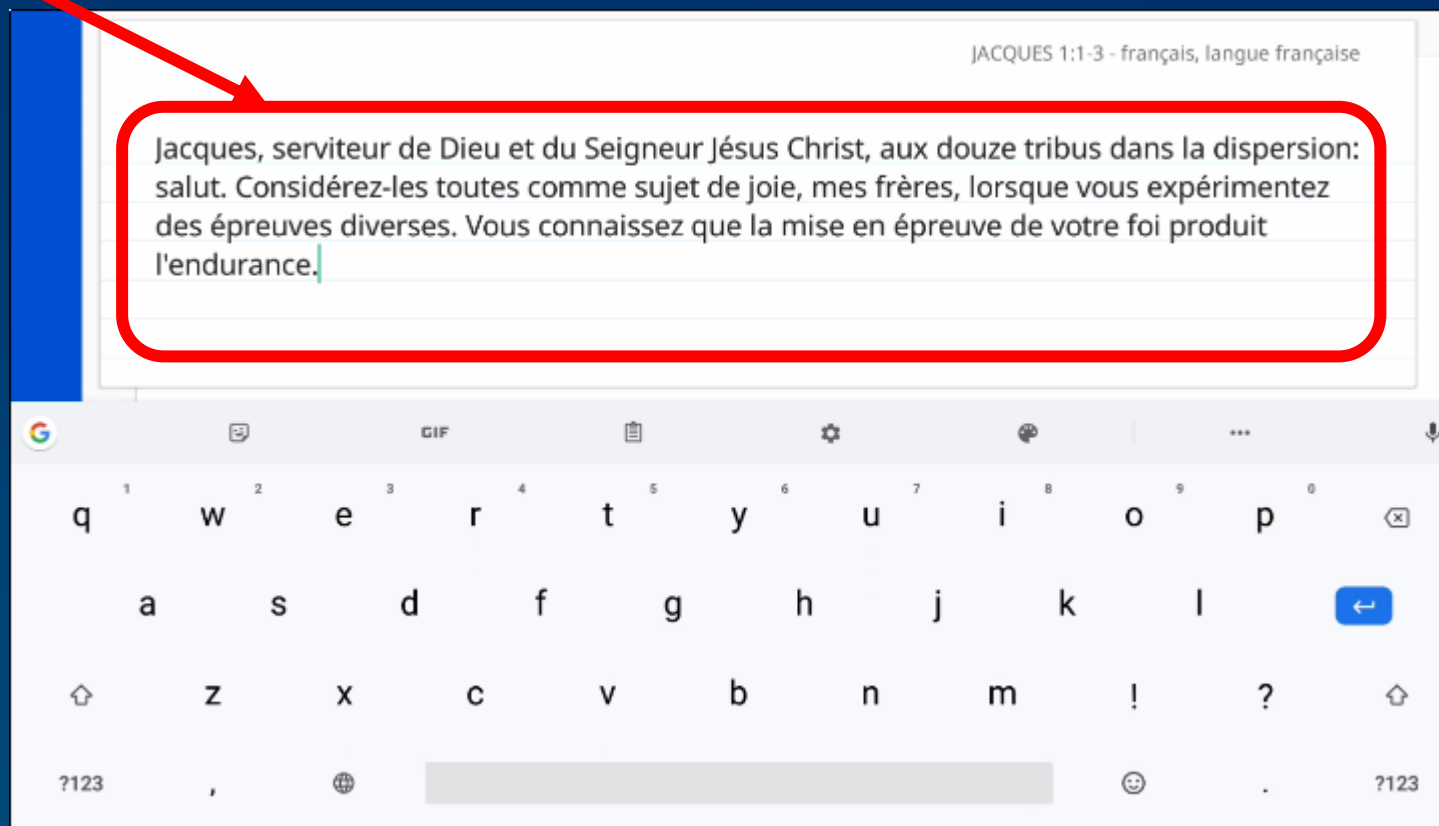 JACQUES 1:1-3 - français, langue française
Jacques, serviteur de Dieu et du Seigneur Jésus Christ, aux douze tribus dans la dispersion:
salut. Considérez-les toutes comme sujet de joie, mes frères, lorsque vous expérimentez
des épreuves diverses. Vous connaissez que la mise en épreuve de votre foi produit
l'endurance.
G GIF
1 2 3 4 5 6 7 8 9 0
q w e r t y u i o p
a s d f g h j k l
z x c v b n m ! ?
?123 , . ?123